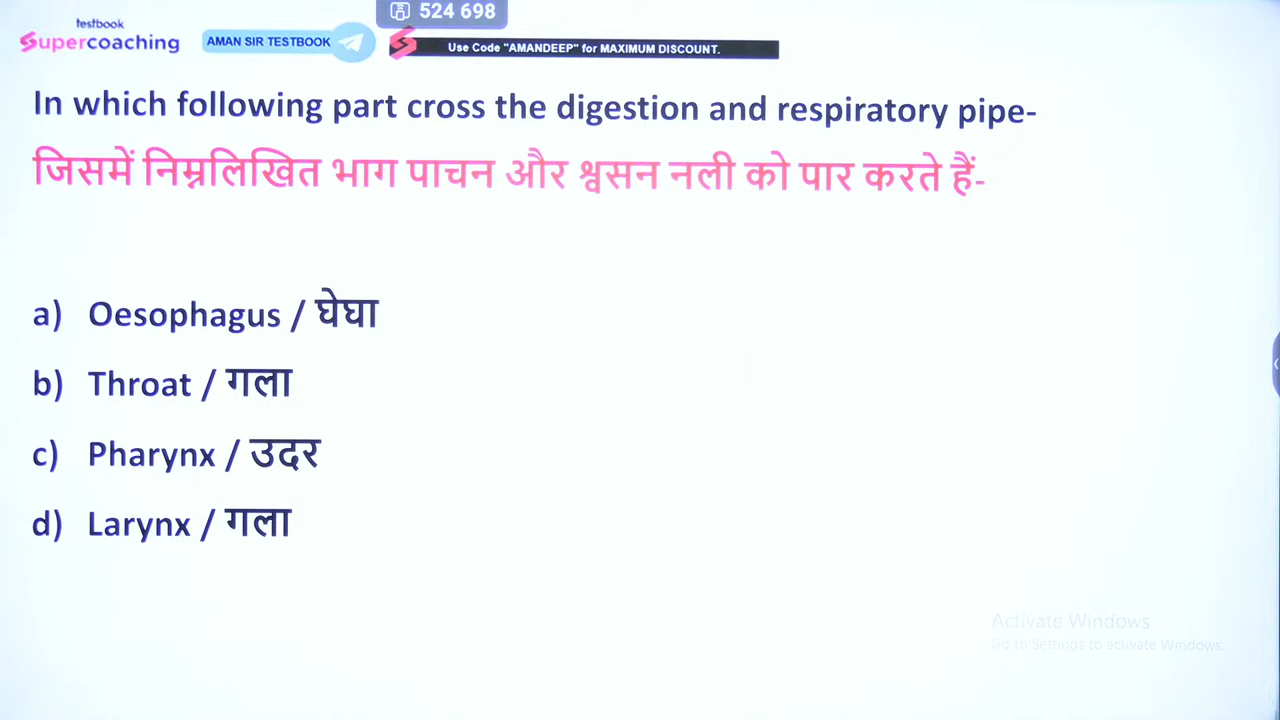 testbook
Supercoaching
AMAN SIR TESTBOOK
524 698
Use Code "AMANDEEP" for MAXIMUM DISCOUNT.
In which following part cross the digestion and respiratory pipe-
जिसमें निम्नलिखित भाग पाचन और श्वसन नली को पार करते हैं-
a) Oesophagus / घेघा
b) Throat / गला
c) Pharynx / उदर
d) Larynx / गला
Activate Windows
Go to Settings to activate Windows.